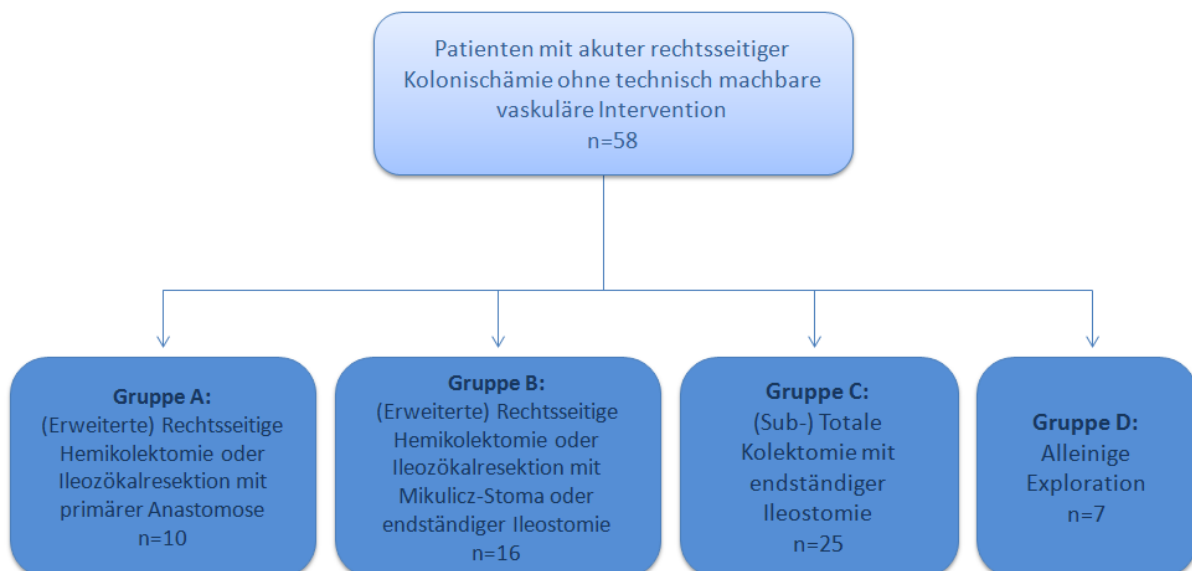 Patienten mit akuter rechtsseitiger
Kolonischämie ohne technisch machbare
vaskuläre Intervention
n=58
Gruppe A:
(Erweiterte) Rechtsseitige
Hemikolektomie oder
Ileozökalresektion mit
primärer Anastomose
n=10
Gruppe B:
(Erweiterte) Rechtsseitige
Hemikolektomie oder
Ileozökalresektion mit
Mikulicz-Stoma oder
endständiger Ileostomie
n=16
Gruppe C:
(Sub-) Totale
Kolektomie mit
endständiger
Ileostomie
n=25
Gruppe D:
Alleinige
Exploration
n=7